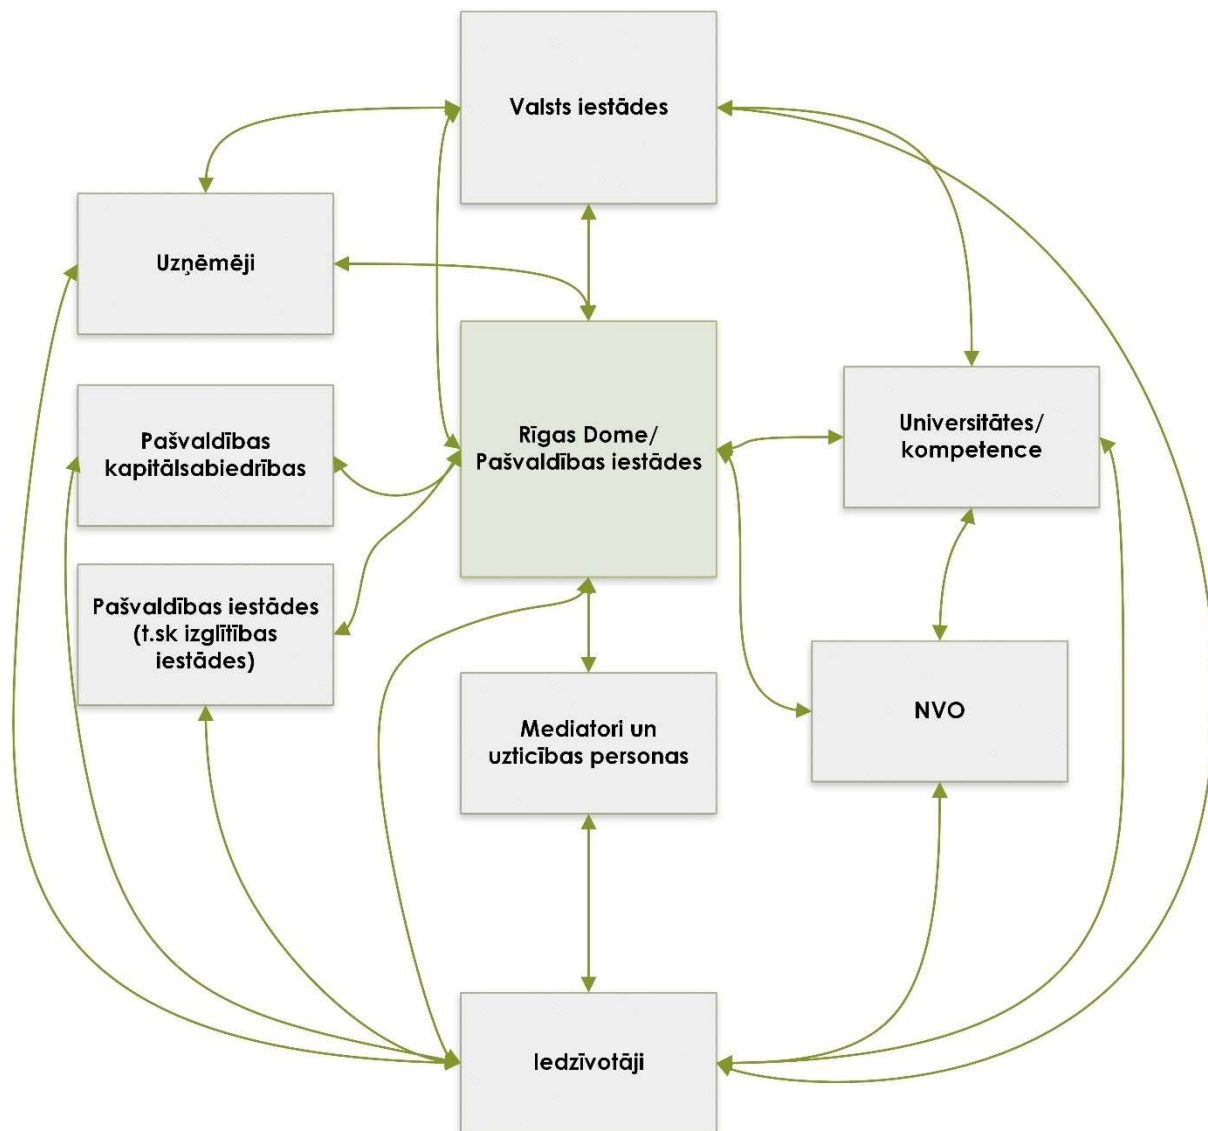 Valsts iestādes
Uzņēmēji
Pašvaldības
kapitālsabiedrības
Rīgas Dome/
Pašvaldības iestādes
Universitātes/
kompetence
Pašvaldības iestādes
(t.sk izglītības
iestādes)
Mediatori un
uzticības personas
NVO
Iedzīvotāji